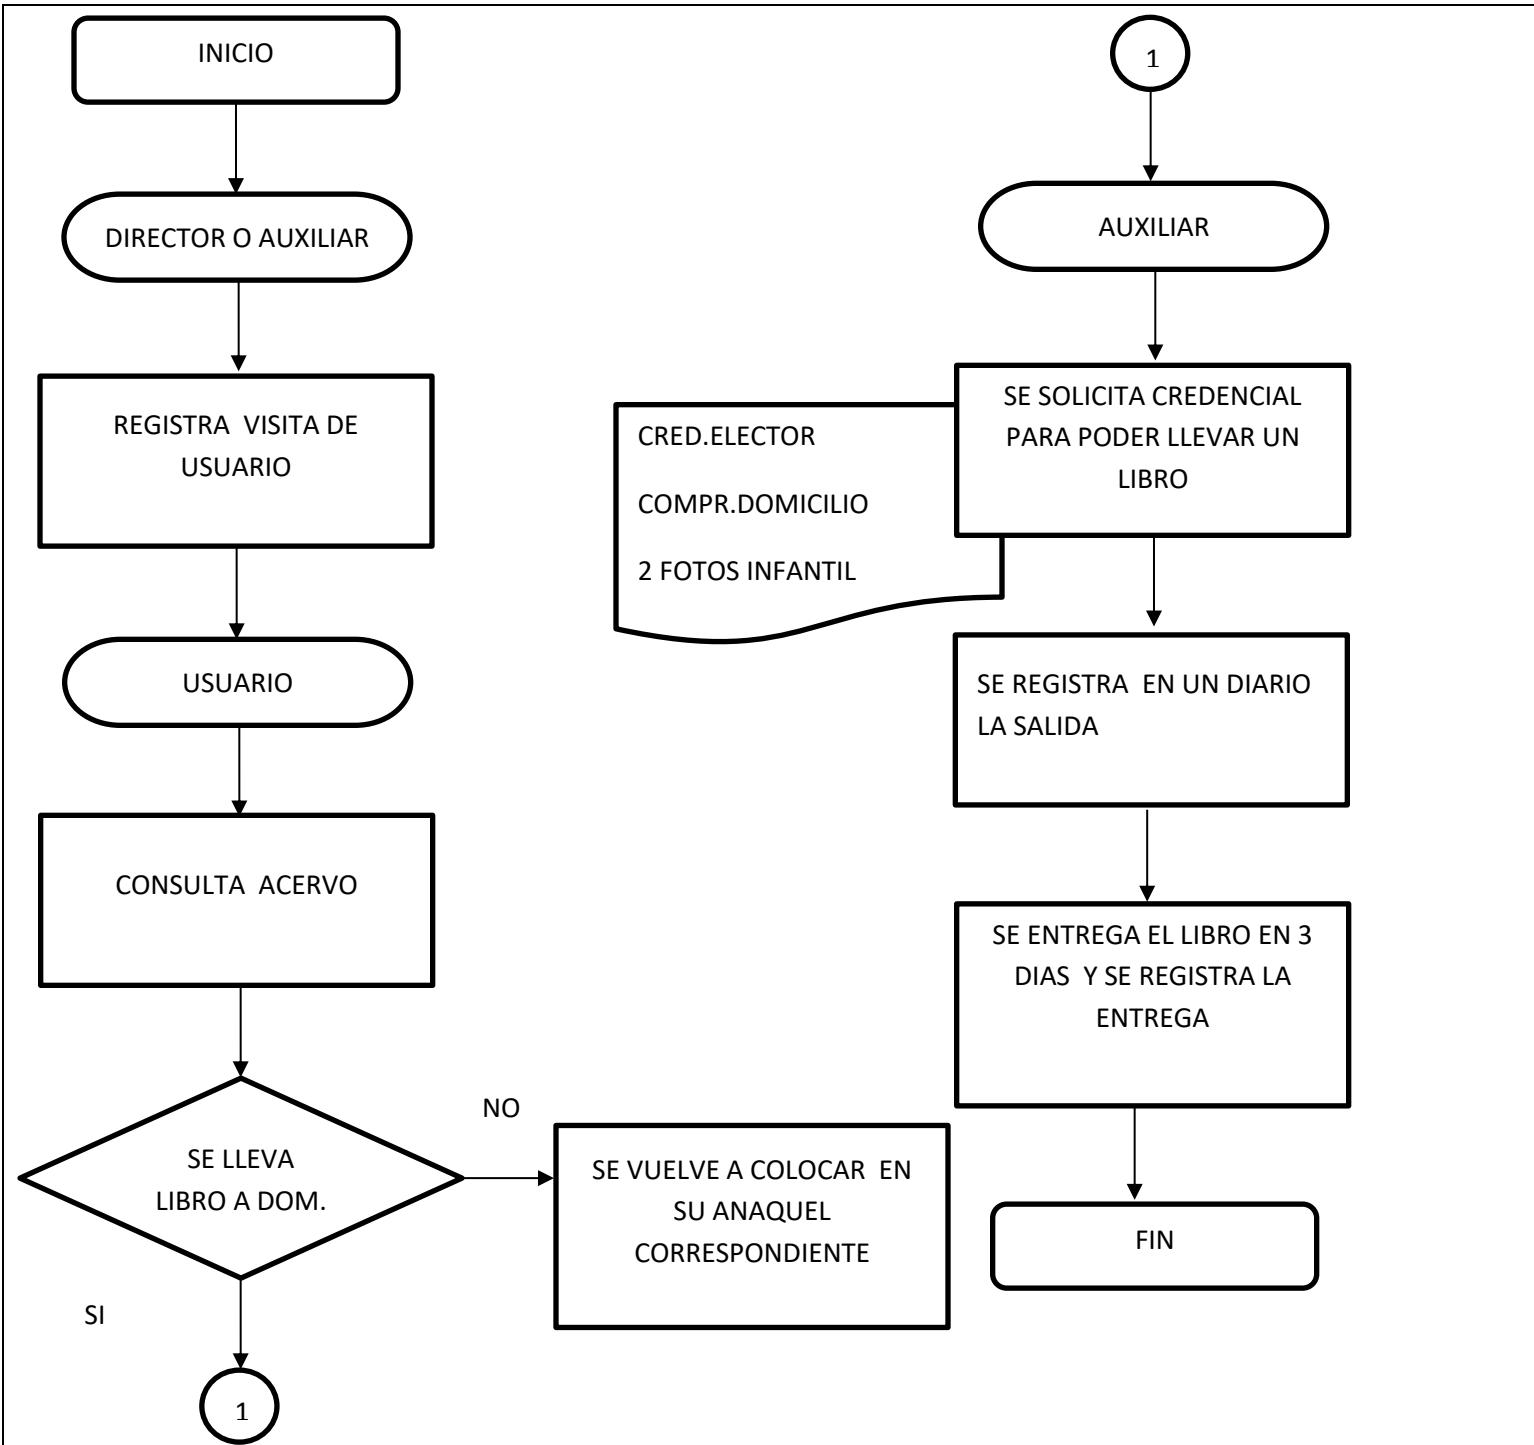 INICIO
DIRECTOR O AUXILIAR
REGISTRA VISITA DE
USUARIO
USUARIO
CONSULTA ACERVO
SE LLEVA
LIBRO A DOM.
NO
SE VUELVE A COLOCAR EN
SU ANAQUEL
CORRESPONDIENTE
SI
1
1
AUXILIAR
SE SOLICITA CREDENCIAL
PARA PODER LLEVAR UN
LIBRO
CRED.ELECTOR
COMPR.DOMICILIO
2 FOTOS INFANTIL
SE REGISTRA EN UN DIARIO
LA SALIDA
SE ENTREGA EL LIBRO EN 3
DIAS Y SE REGISTRA LA
ENTREGA
FIN